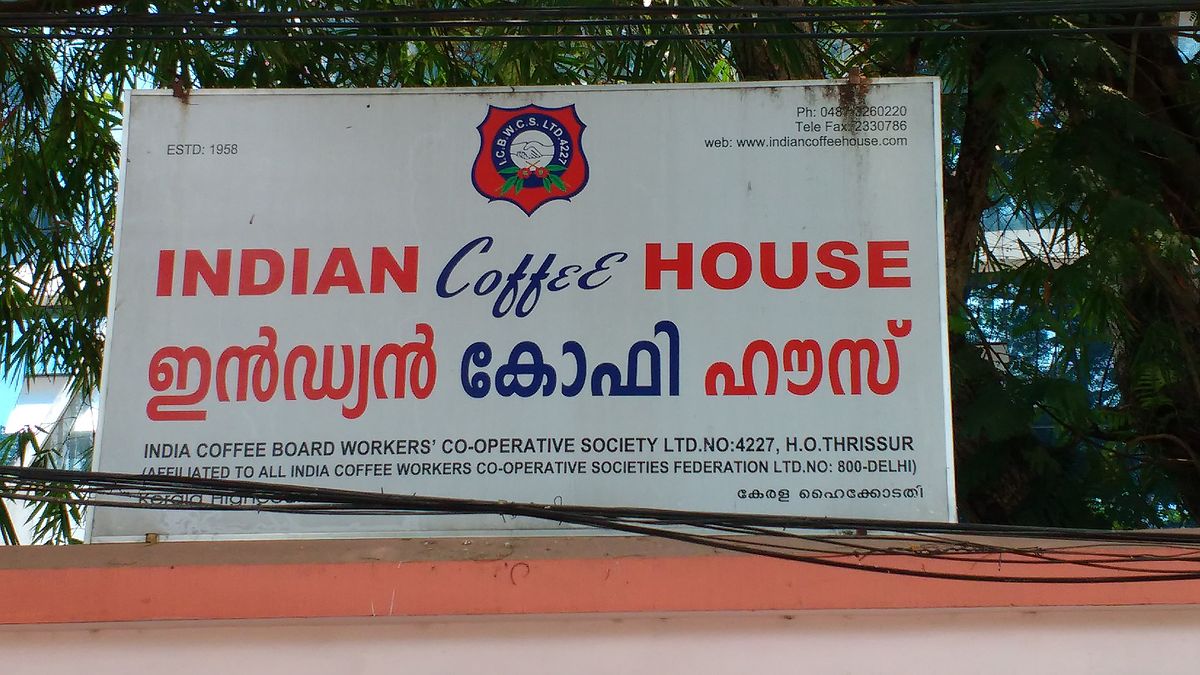 ESTD: 1958
I.C.B.W.C.S. LTD.4227
Tele Fax: 2330786
web: www.indiancoffeehouse.com
INDIAN Coffee HOUSE
ഇൻഡ്യൻ കോഫി ഹൗസ്
INDIA COFFEE BOARD WORKERS' CO-OPERATIVE SOCIETY LTD.NO:4227, H.O.THRISSUR
(AFFILIATED TO ALL INDIA COFFEE WORKERS CO-OPERATIVE SOCIETIES FEDERATION LTD.NO: 800-DELHI)
Kerala കേരള ഹൈക്കോടതി